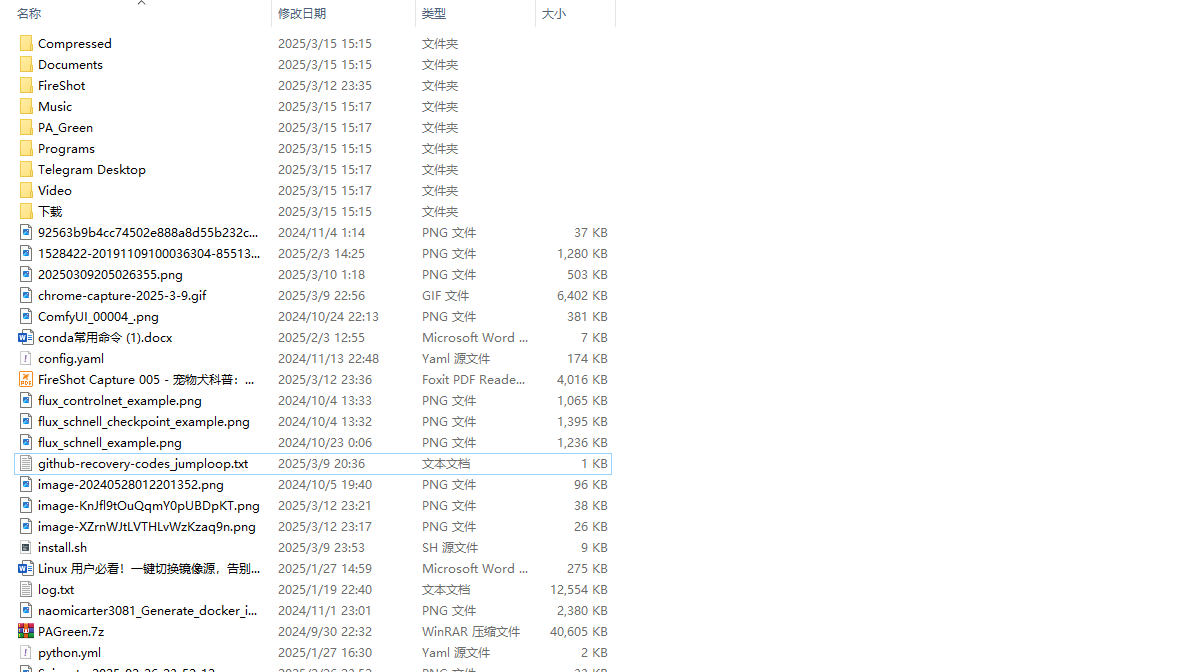 名称 修改日期 类型 大小
Compressed 2025/3/15 15:15 文件夹
Documents 2025/3/15 15:15 文件夹
FireShot 2025/3/12 23:35 文件夹
Music 2025/3/15 15:17 文件夹
PA_Green 2025/3/15 15:17 文件夹
Programs 2025/3/15 15:15 文件夹
Telegram Desktop 2025/3/15 15:17 文件夹
Video 2025/3/15 15:17 文件夹
下载 2025/3/15 15:15 文件夹
92563b9b4cc74502e888a8d55b232c... 2024/11/4 1:14 PNG 文件 37 KB
1528422-20191109100036304-85513... 2025/2/3 14:25 PNG 文件 1,280 KB
20250309205026355.png 2025/3/10 1:18 PNG 文件 503 KB
chrome-capture-2025-3-9.gif 2025/3/9 22:56 GIF 文件 6,402 KB
ComfyUI_00004_.png 2024/10/24 22:13 PNG 文件 381 KB
conda常用命令 (1).docx 2025/2/3 12:55 Microsoft Word ... 7 KB
config.yaml 2024/11/13 22:48 Yaml 源文件 174 KB
FireShot Capture 005 - 宠物犬科普：... 2025/3/12 23:36 Foxit PDF Reade... 4,016 KB
flux_controlnet_example.png 2024/10/4 13:33 PNG 文件 1,065 KB
flux_schnell_checkpoint_example.png 2024/10/4 13:32 PNG 文件 1,395 KB
flux_schnell_example.png 2024/10/23 0:06 PNG 文件 1,236 KB
github-recovery-codes_jumploop.txt 2025/3/9 20:36 文本文档 1 KB
image-20240528012201352.png 2024/10/5 19:40 PNG 文件 96 KB
image-KnJfl9tOuQqmY0pUBDpKT.png 2025/3/12 23:21 PNG 文件 38 KB
image-XZrnWJtLVTHLvWzKzaq9n.png 2025/3/12 23:17 PNG 文件 26 KB
install.sh 2025/3/9 23:53 SH 源文件 9 KB
Linux 用户必看！一键切换镜像源，告别... 2025/1/27 14:59 Microsoft Word ... 275 KB
log.txt 2025/1/19 22:40 文本文档 12,554 KB
naomicarter3081_Generate_docker_i... 2024/11/1 23:01 PNG 文件 2,380 KB
PAGreen.7z 2024/9/30 22:32 WinRAR 压缩文件 40,605 KB
python.yml 2025/1/27 16:30 Yaml 源文件 2 KB